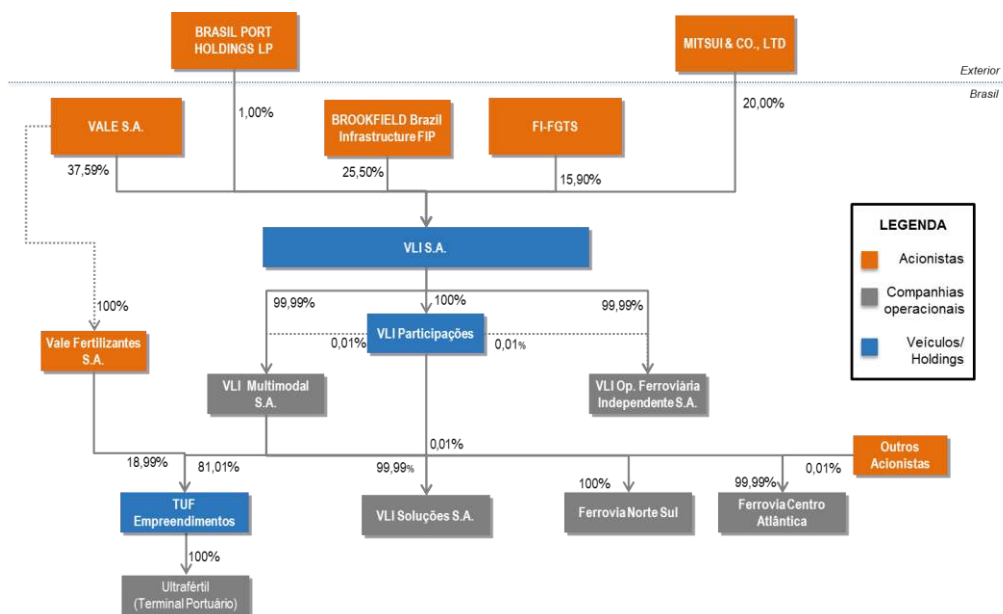 BRASIL PORT
HOLDINGS LP
MITSUI & CO., LTD
Exterior
Brasil
1,00%
20,00%
VALE S.A.
BROOKFIELD Brazil
Infrastructure FIP
FI-FGTS
37,59%
25,50%
15,90%
VLI S.A.
LEGENDA
Acionistas
Companhias
operacionais
Veículos/
Holdings
99,99%
100%
99,99%
100%
VLI Participações
0,01%
0,01%
Vale Fertilizantes
S.A.
VLI Multimodal
S.A.
VLI Op. Ferroviária
Independente S.A.
0,01%
Outros
Acionistas
18,99%
81,01%
99,99%
100%
99,99%
0,01%
TUF
Empreendimentos
VLI Soluções S.A.
Ferrovia Norte Sul
Ferrovia Centro
Atlântica
100%
Ultrafértil
(Terminal Portuário)